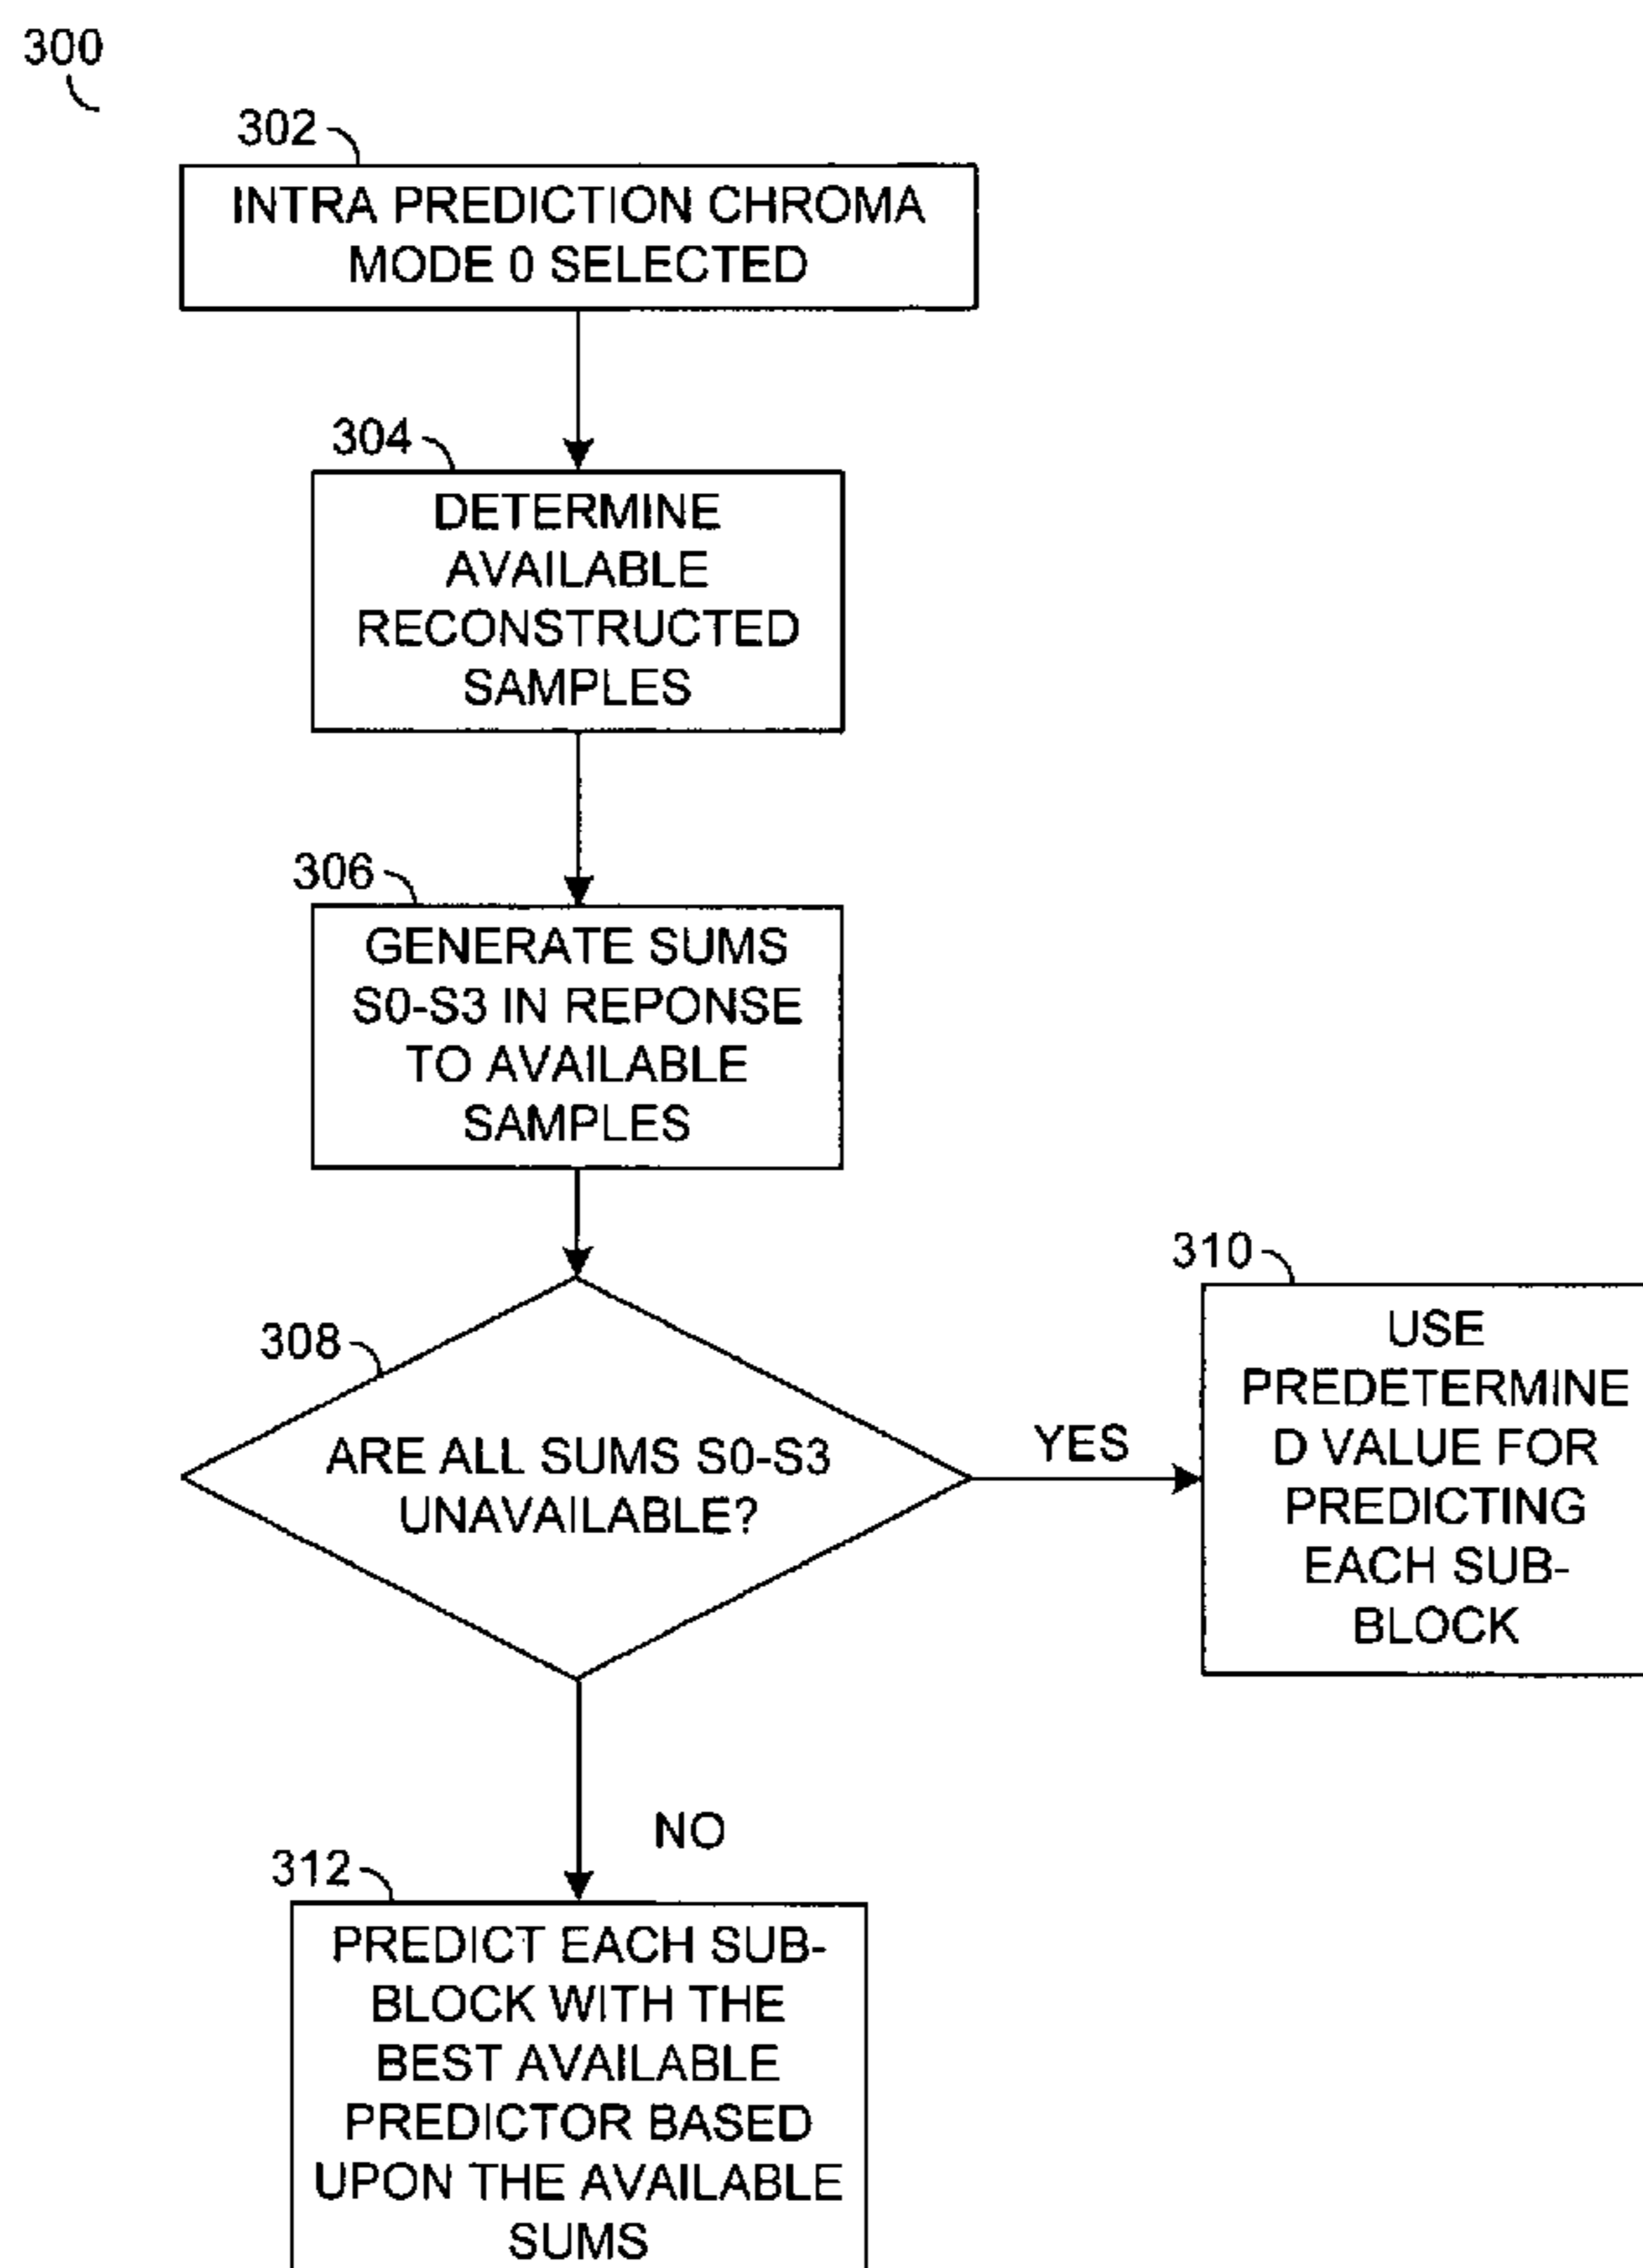 300
302
INTRA PREDICTION CHROMA
MODE 0 SELECTED
304
DETERMINE
AVAILABLE
RECONSTRUCTED
SAMPLES
306
GENERATE SUMS
S0-S3 IN REPONSE
TO AVAILABLE
SAMPLES
308
ARE ALL SUMS S0-S3
UNAVAILABLE?
YES
310
USE
PREDETERMINE
D VALUE FOR
PREDICTING
EACH SUB-
BLOCK
NO
312
PREDICT EACH SUB-
BLOCK WITH THE
BEST AVAILABLE
PREDICTOR BASED
UPON THE AVAILABLE
SUMS